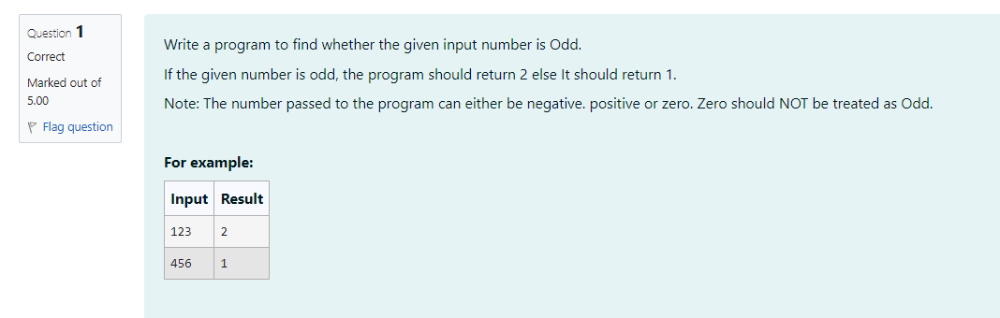 Question 1
Correct
Marked out of
5.00
Flag question
Write a program to find whether the given input number is Odd.
If the given number is odd, the program should return 2 else It should return 1.
Note: The number passed to the program can either be negative. positive or zero. Zero should NOT be treated as Odd.
For example:
Input Result
123 2
456 1